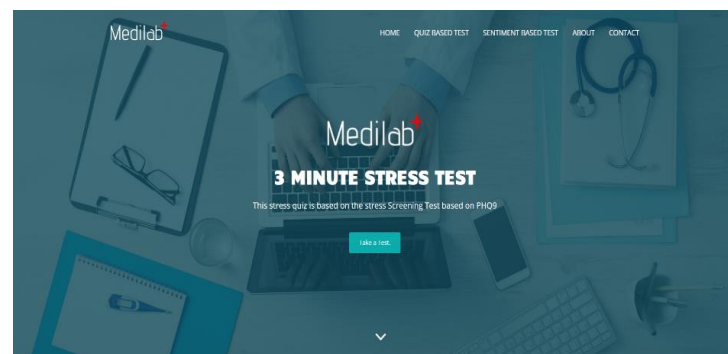 Medilab+
HOME QUIZ BASED TEST SENTIMENT BASED TEST ABOUT CONTACT
Medilab+
3 MINUTE STRESS TEST
This stress quiz is based on the stress Screening Test based on PHQ9
Take a Test.